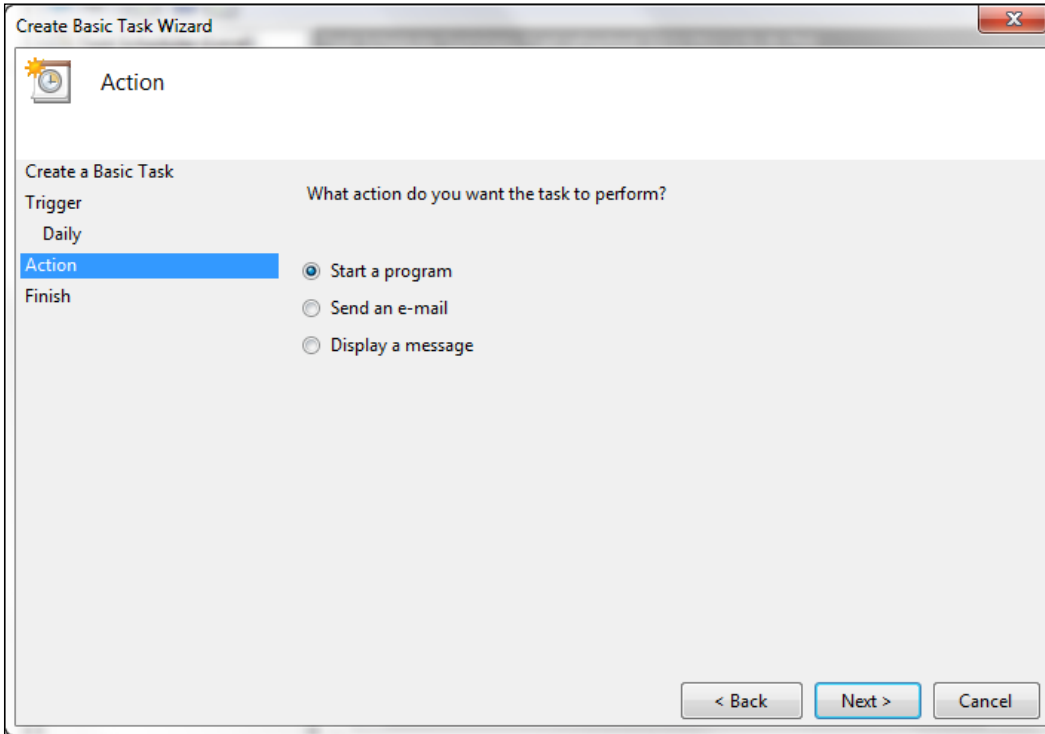 Create Basic Task Wizard
Action
Create a Basic Task
Trigger
Daily
Action
Finish
What action do you want the task to perform?
Start a program
Send an e-mail
Display a message
< Back
Next >
Cancel